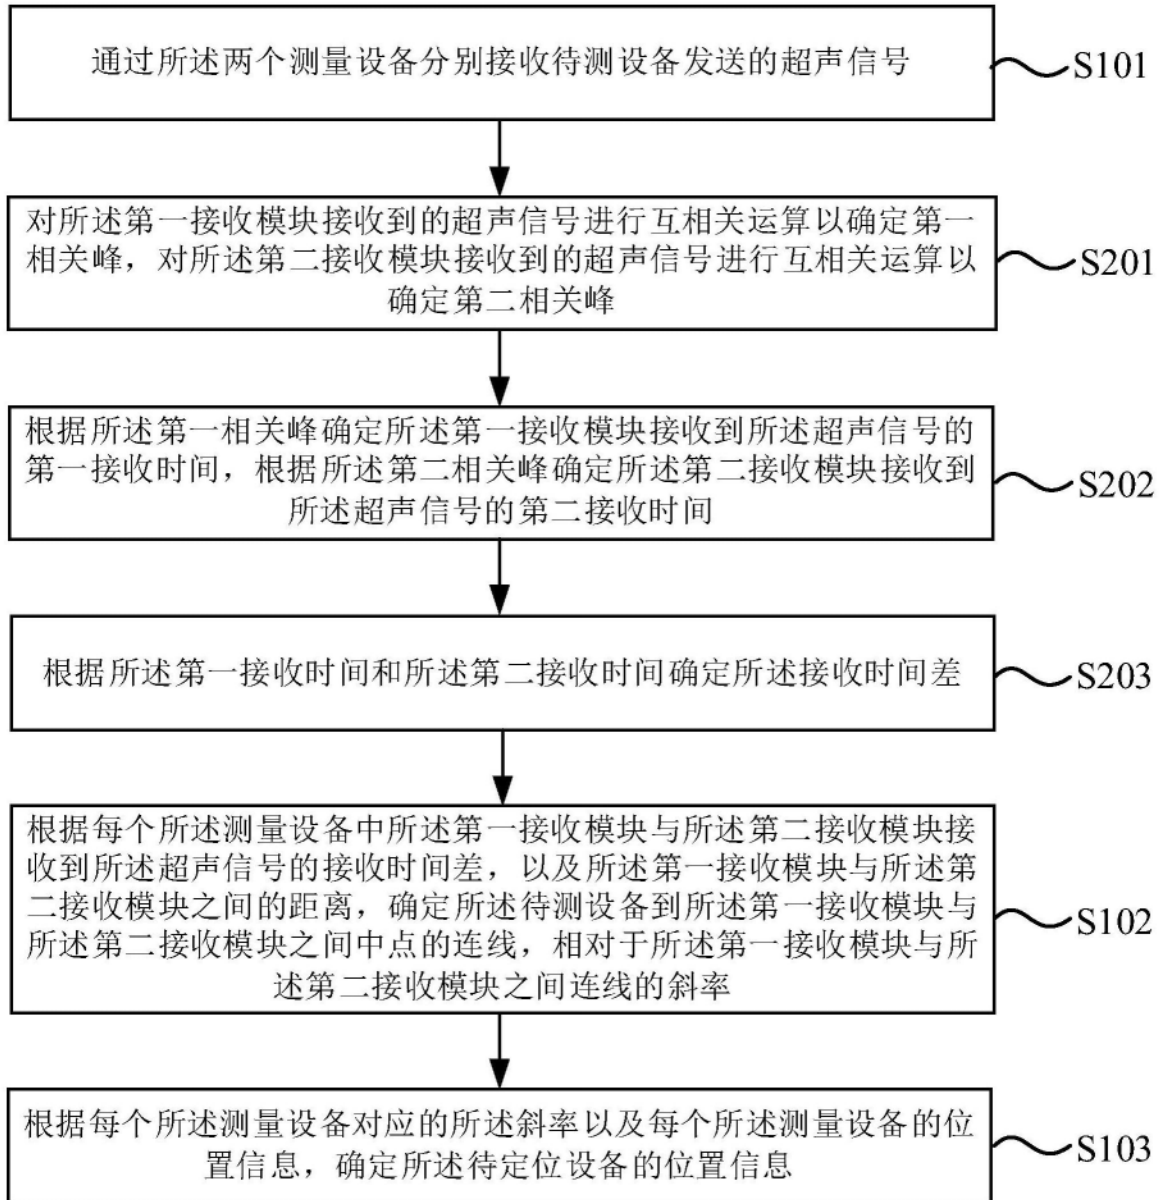 通过所述两个测量设备分别接收待测设备发送的超声信号
S101
对所述第一接收模块接收到的超声信号进行互相关运算以确定第一
相关峰，对所述第二接收模块接收到的超声信号进行互相关运算以
确定第二相关峰
S201
根据所述第一相关峰确定所述第一接收模块接收到所述超声信号的
第一接收时间，根据所述第二相关峰确定所述第二接收模块接收到
所述超声信号的第二接收时间
S202
根据所述第一接收时间和所述第二接收时间确定所述接收时间差
S203
根据每个所述测量设备中所述第一接收模块与所述第二接收模块接
收到所述超声信号的接收时间差，以及所述第一接收模块与所述第
二接收模块之间的距离，确定所述待测设备到所述第一接收模块与
所述第二接收模块之间中点的连线，相对于所述第一接收模块与所
述第二接收模块之间连线的斜率
S102
根据每个所述测量设备对应的所述斜率以及每个所述测量设备的位
置信息，确定所述待定位设备的位置信息
S103